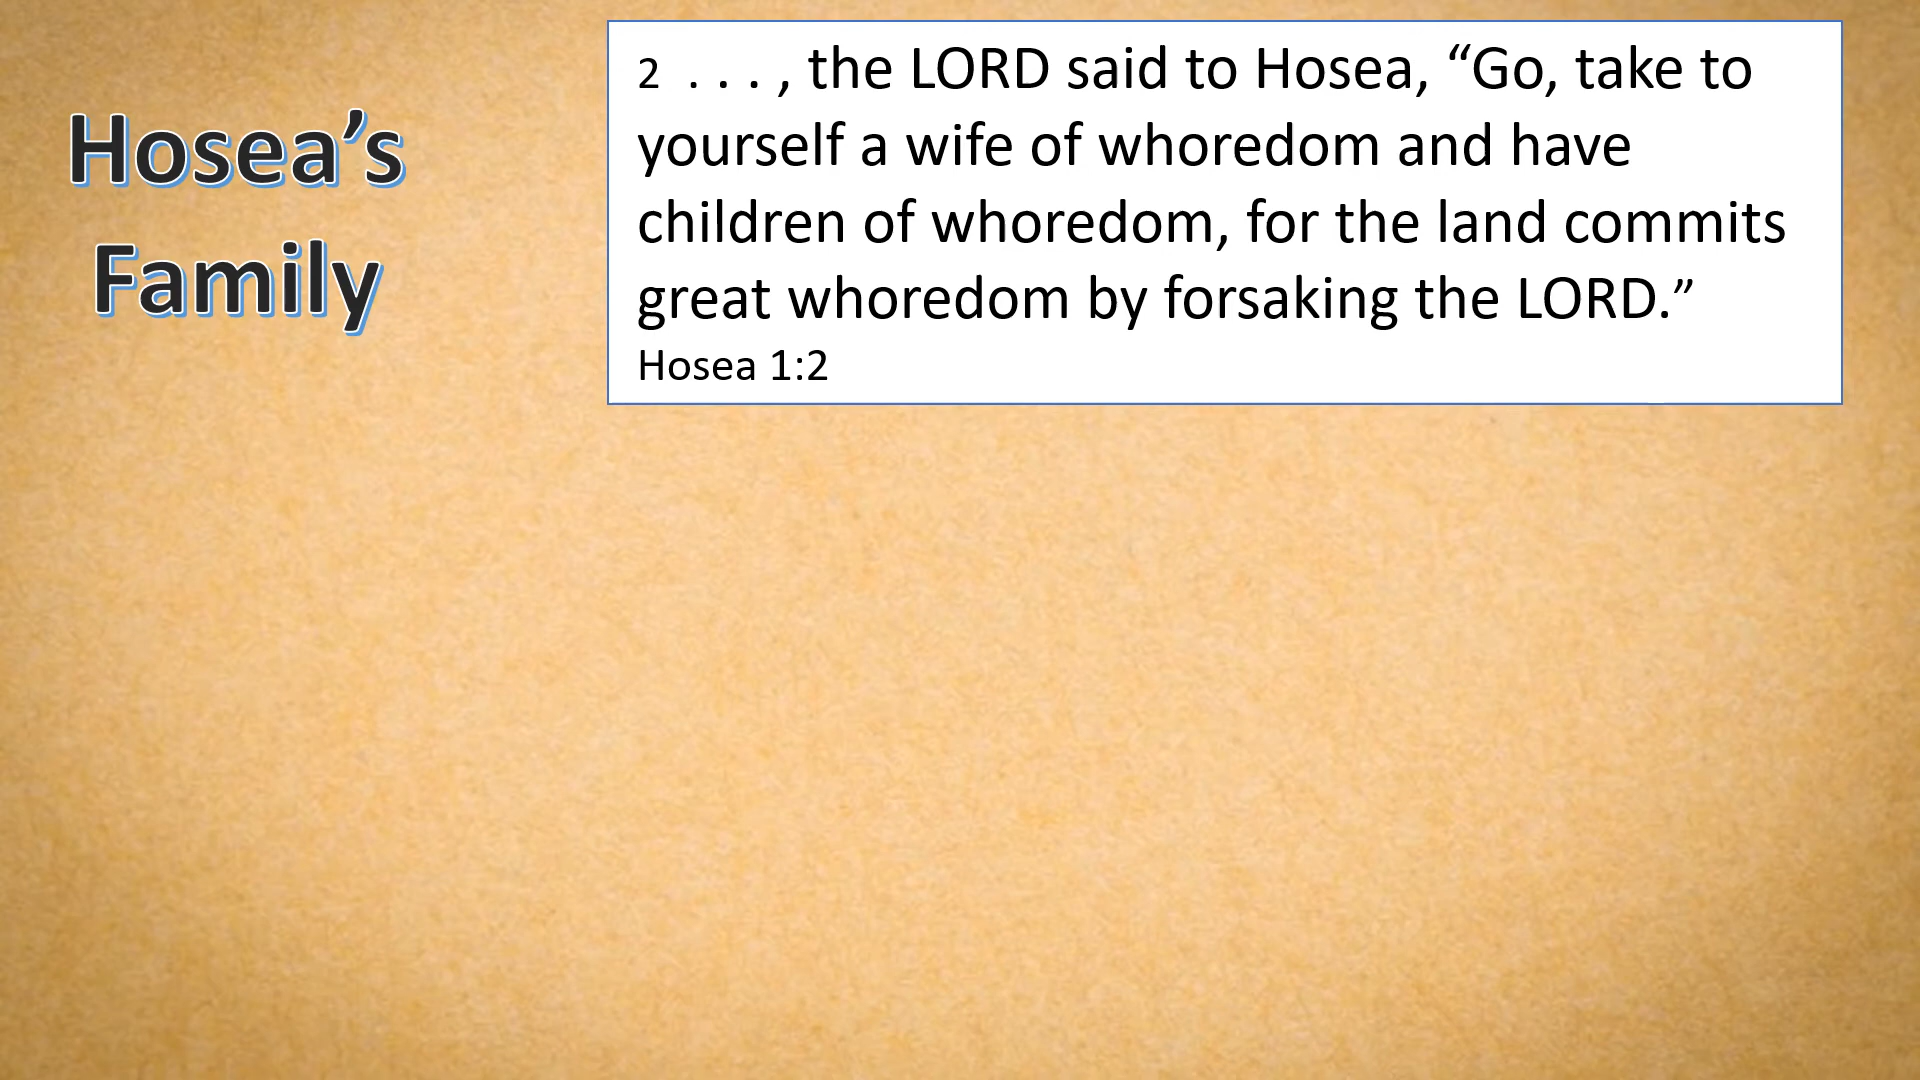 Hosea’s
Family
2 . . . , the LORD said to Hosea, “Go, take to
yourself a wife of whoredom and have
children of whoredom, for the land commits
great whoredom by forsaking the LORD.”
Hosea 1:2